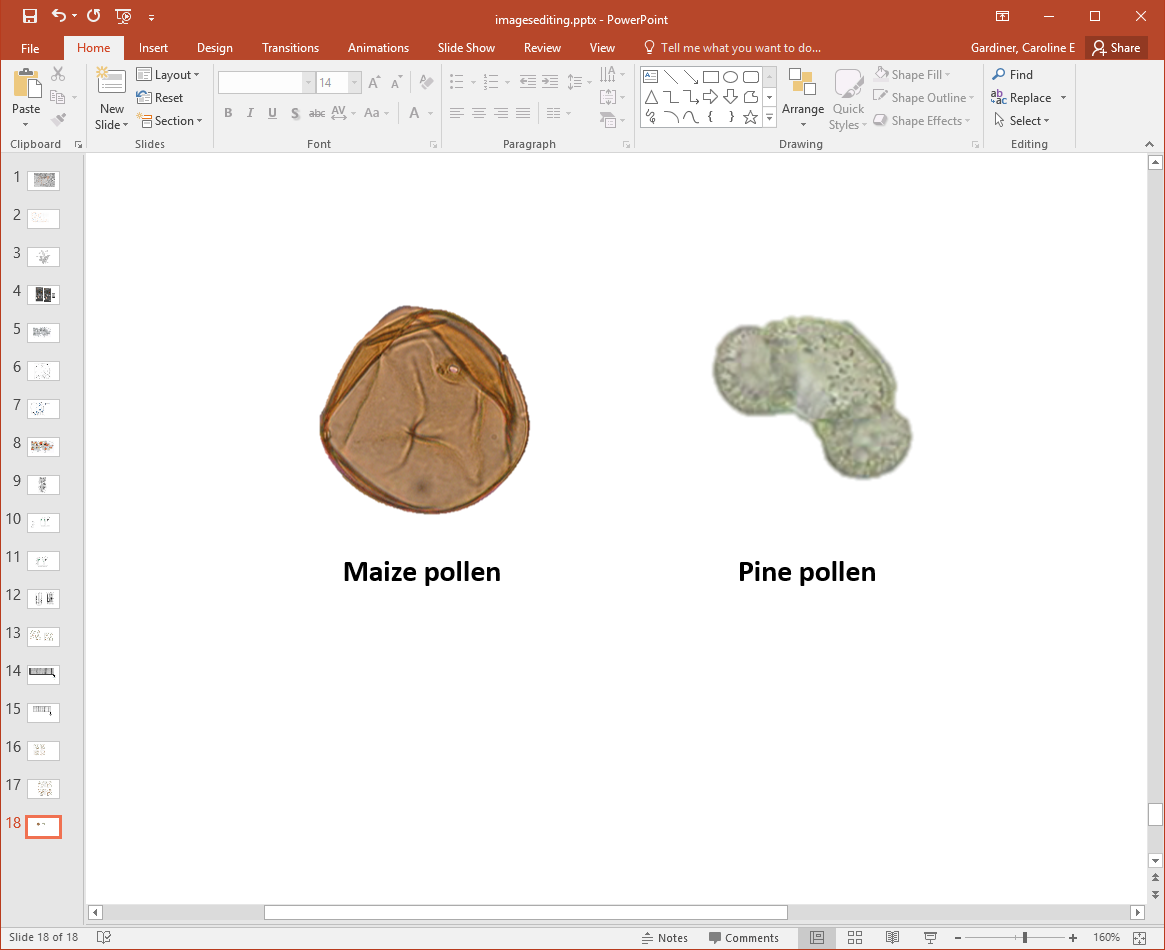 imagesediting.pptx - PowerPoint
File Home Insert Design Transitions Animations Slide Show Review View Tell me what you want to do... Gardiner, Caroline E Share
Paste
New Slide
Layout
Reset
Section
14
B I U S abc AV Aa A
Arrange
Quick Styles
Shape Fill
Shape Outline
Shape Effects
Find
Replace
Select
Clipboard Slides Font Paragraph Drawing Editing
1
2
3
4
5
6
7
8
9
10
11
12
13
14
15
16
17
18
Maize pollen Pine pollen
Slide 18 of 18 Notes Comments 160%